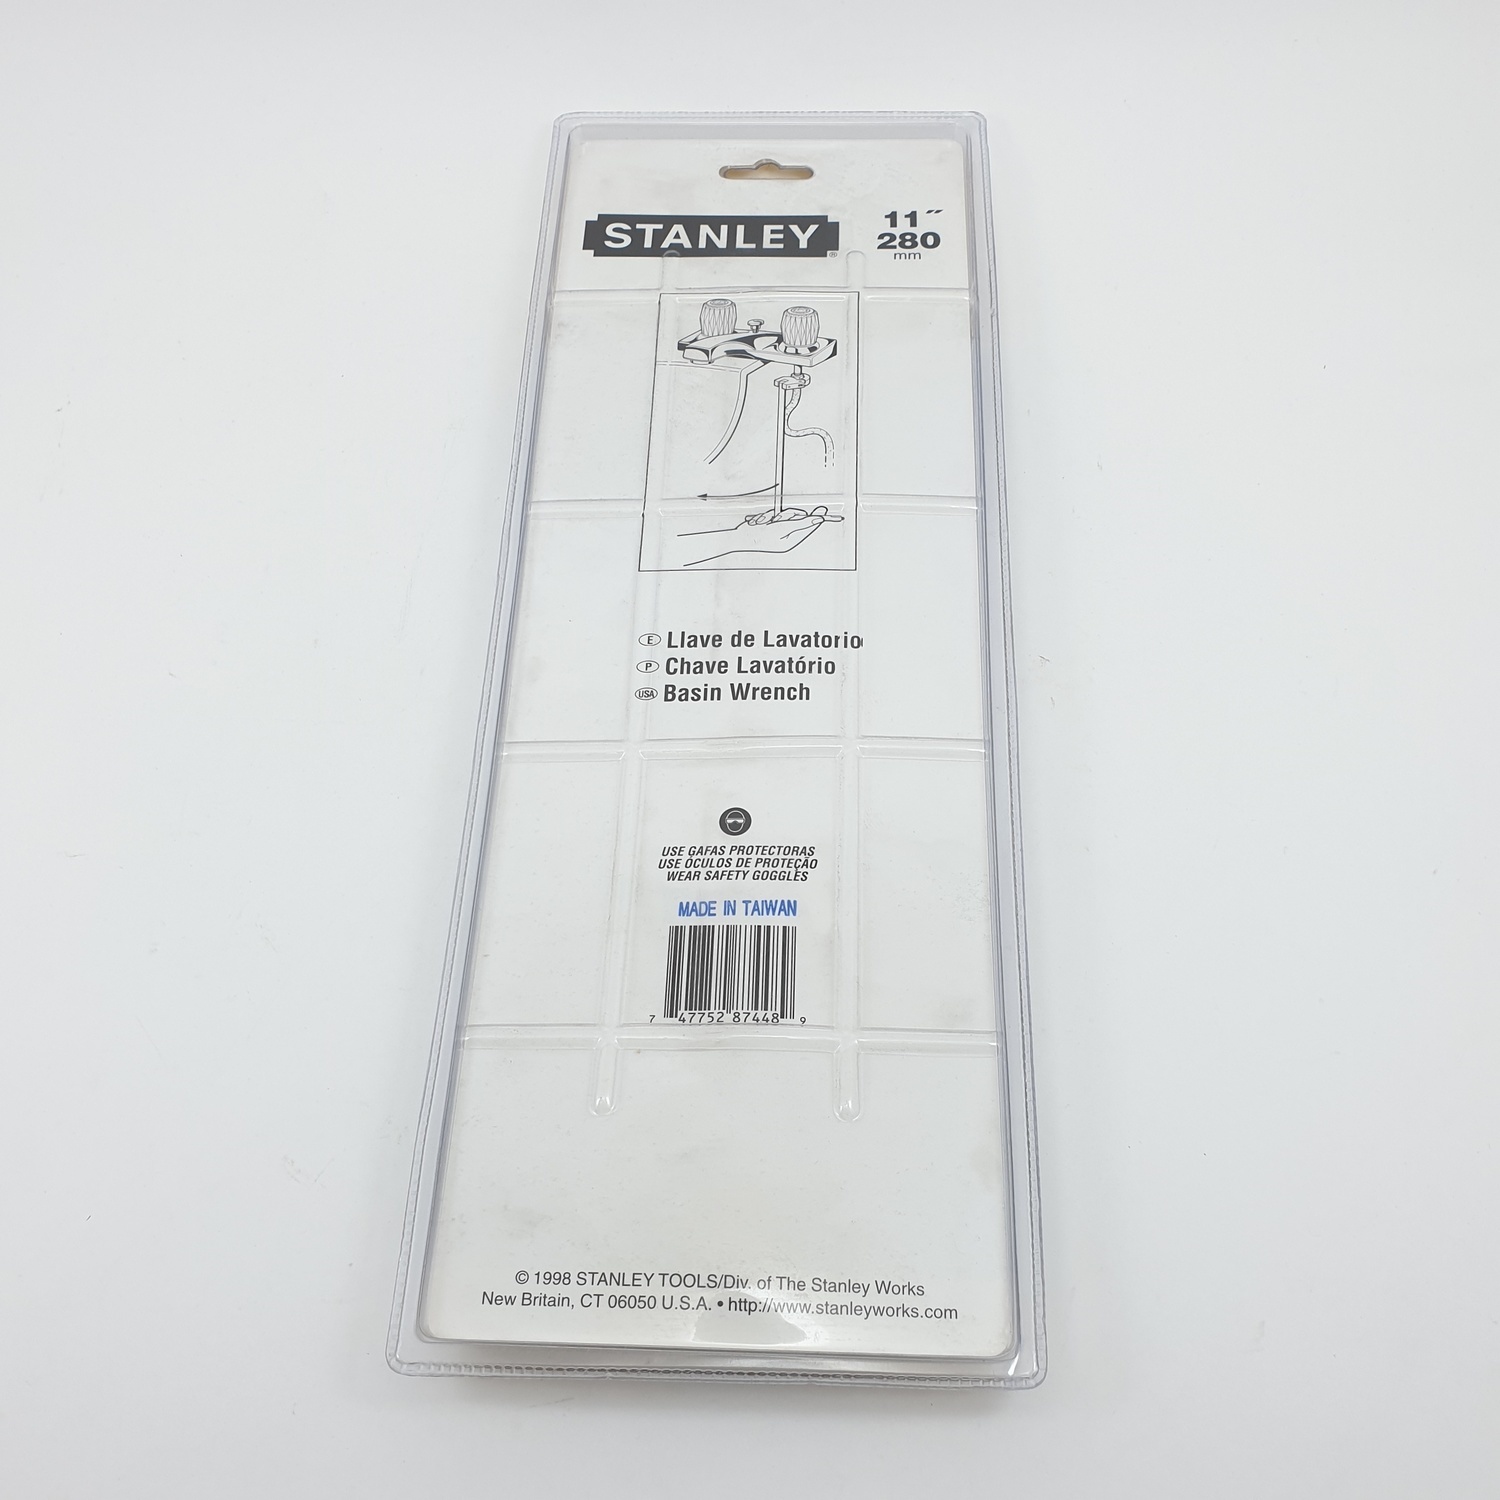 STANLEY®
11"
280
mm
E Llave de Lavatorio
P Chave Lavatório
USA Basin Wrench
USE GAFAS PROTECTORAS
USE ÓCULOS DE PROTEÇÃO
WEAR SAFETY GOGGLES
MADE IN TAIWAN
7 47752 87448 9
© 1998 STANLEY TOOLS/Div. of The Stanley Works
New Britain, CT 06050 U.S.A. • http://www.stanleyworks.com